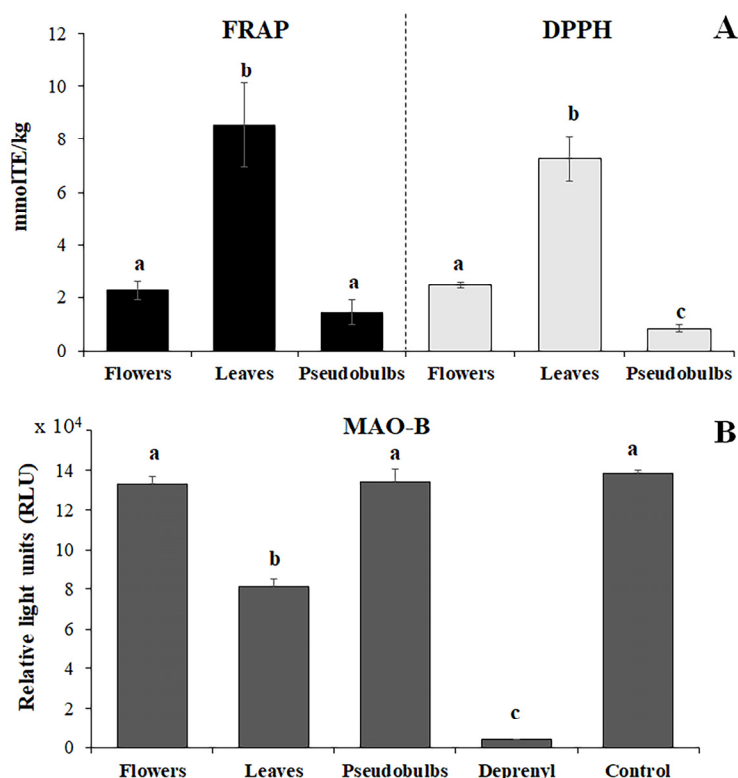 FRAP DPPH A
mmolTE/kg
12
10
8
6
4
2
0
a b a a b c
Flowers Leaves Pseudobulbs Flowers Leaves Pseudobulbs
x 10⁴ MAO-B B
Relative light units (RLU)
16
14
12
10
8
6
4
2
0
a b a c a
Flowers Leaves Pseudobulbs Deprenyl Control